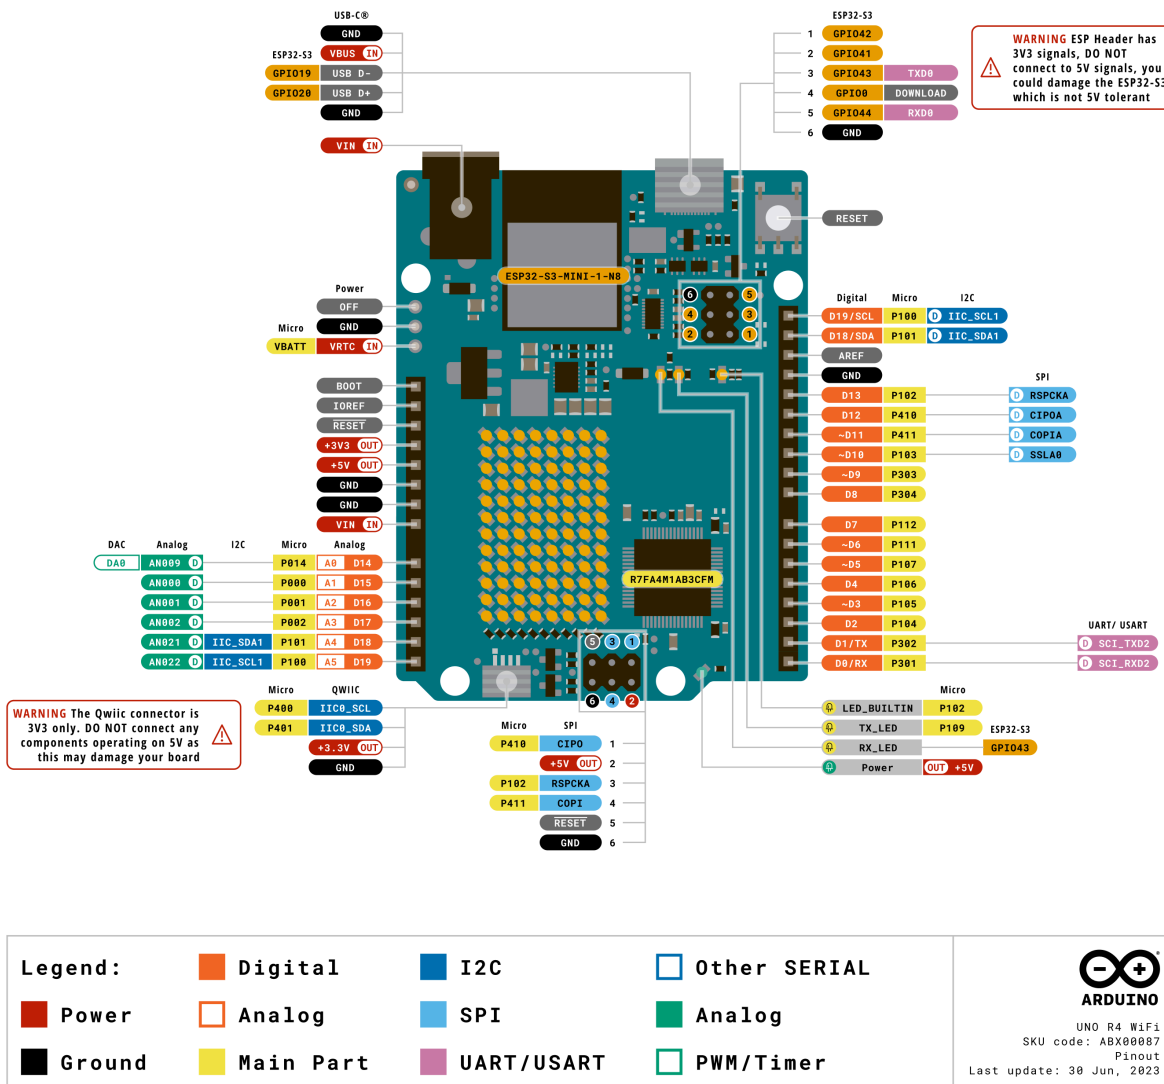 USB-C®
GND
ESP32-S3
VBUS IN
GPIO19 USB D-
GPIO20 USB D+
GND
VIN IN
ESP32-S3
1 GPIO42
2 GPIO41
3 GPIO43 TXD0
4 GPIO0 DOWNLOAD
5 GPIO44 RXD0
6 GND
WARNING ESP Header has
3V3 signals, DO NOT
connect to 5V signals, you
could damage the ESP32-S3
which is not 5V tolerant
RESET
ESP32-S3-MINI-1-N8
6 5
4 3
2 1
Power
OFF
GND
Micro
VBATT VRTC IN
BOOT
IOREF
RESET
+3V3 OUT
+5V OUT
GND
GND
VIN IN
DAC Analog I2C Micro Analog
DA0 AN009 D P014 A0 D14
AN000 D P000 A1 D15
AN001 D P001 A2 D16
AN002 D P002 A3 D17
AN021 D IIC_SDA1 P101 A4 D18
AN022 D IIC_SCL1 P100 A5 D19
Digital Micro I2C
D19/SCL P100 D IIC_SCL1
D18/SDA P101 D IIC_SDA1
AREF
GND
SPI
D13 P102 D RSPCKA
D12 P410 D CIPOA
~D11 P411 D COPIA
~D10 P103 D SSLA0
~D9 P303
D8 P304
D7 P112
~D6 P111
~D5 P107
D4 P106
~D3 P105
D2 P104
UART/ USART
D1/TX P302 D SCI_TXD2
D0/RX P301 D SCI_RXD2
R7FA4M1AB3CFM
5 3 1
6 4 2
Micro QWIIC
P400 IIC0_SCL
P401 IIC0_SDA
+3.3V OUT
GND
WARNING The Qwiic connector is
3V3 only. DO NOT connect any
components operating on 5V as
this may damage your board
Micro SPI
P410 CIPO 1
+5V OUT 2
P102 RSPCKA 3
P411 COPI 4
RESET 5
GND 6
Micro
LED_BUILTIN P102
TX_LED P109
ESP32-S3
RX_LED GPIO43
Power OUT +5V
Legend:
Power
Ground
Digital
Analog
Main Part
I2C
SPI
UART/USART
Other SERIAL
Analog
PWM/Timer
ARDUINO
UNO R4 WiFi
SKU code: ABX00087
Pinout
Last update: 30 Jun, 2023